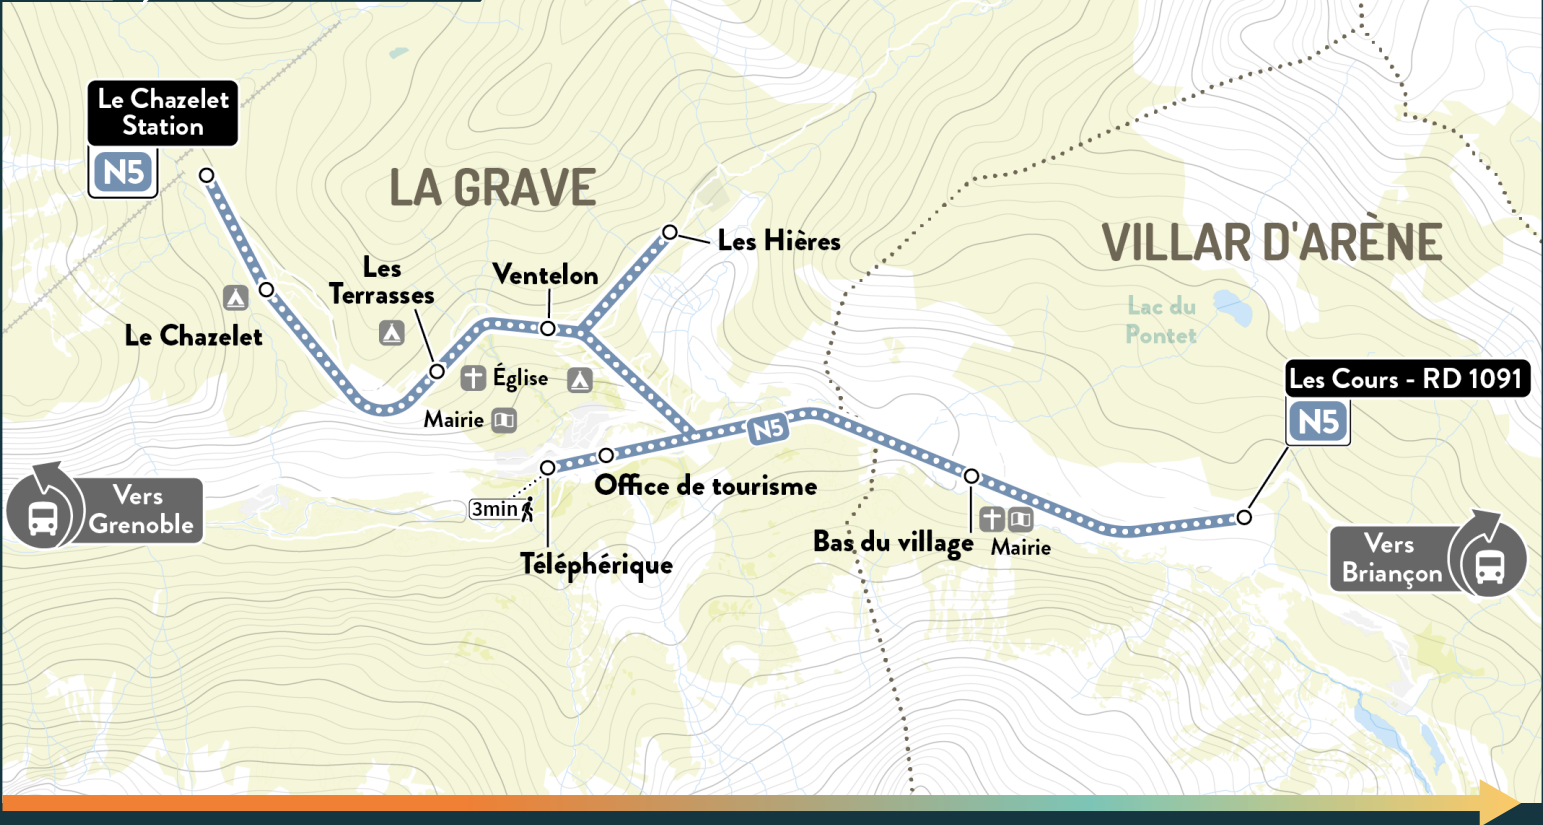 Le Chazelet
Station
N5
LA GRAVE
Les Hières
VILLAR D'ARÈNE
Les
Terrasses
Ventelon
Lac du
Pontet
Le Chazelet
Église
Mairie
Les Cours - RD 1091
N5
N5
Office de tourisme
3min
Vers
Grenoble
Téléphérique
Bas du village
Mairie
Vers
Briançon